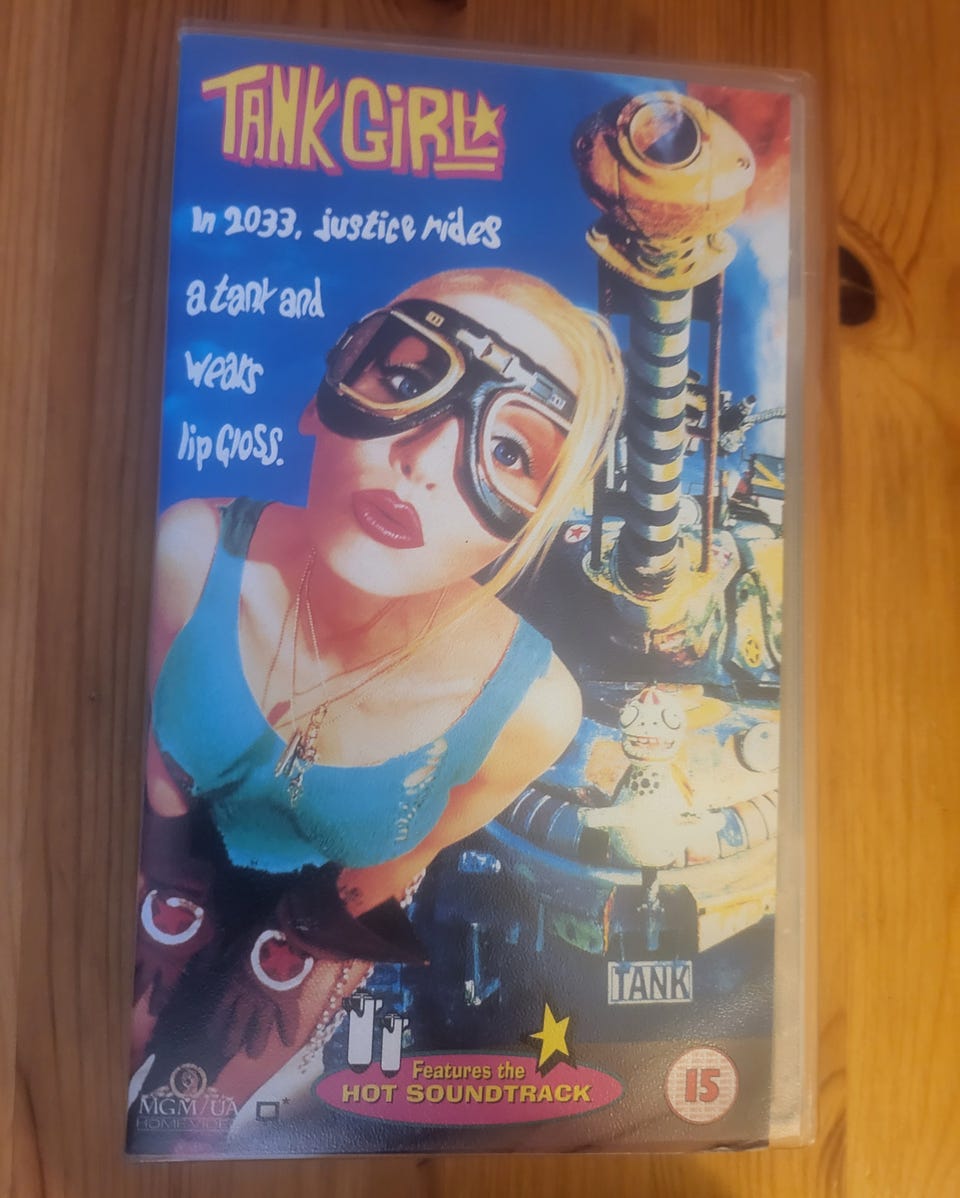 TANK GiRL
In 2033, justice rides
a tank and
wears
lip Gloss.
TANK
Features the
HOT SOUNDTRACK
15
MGM/UA
HOME VIDEO